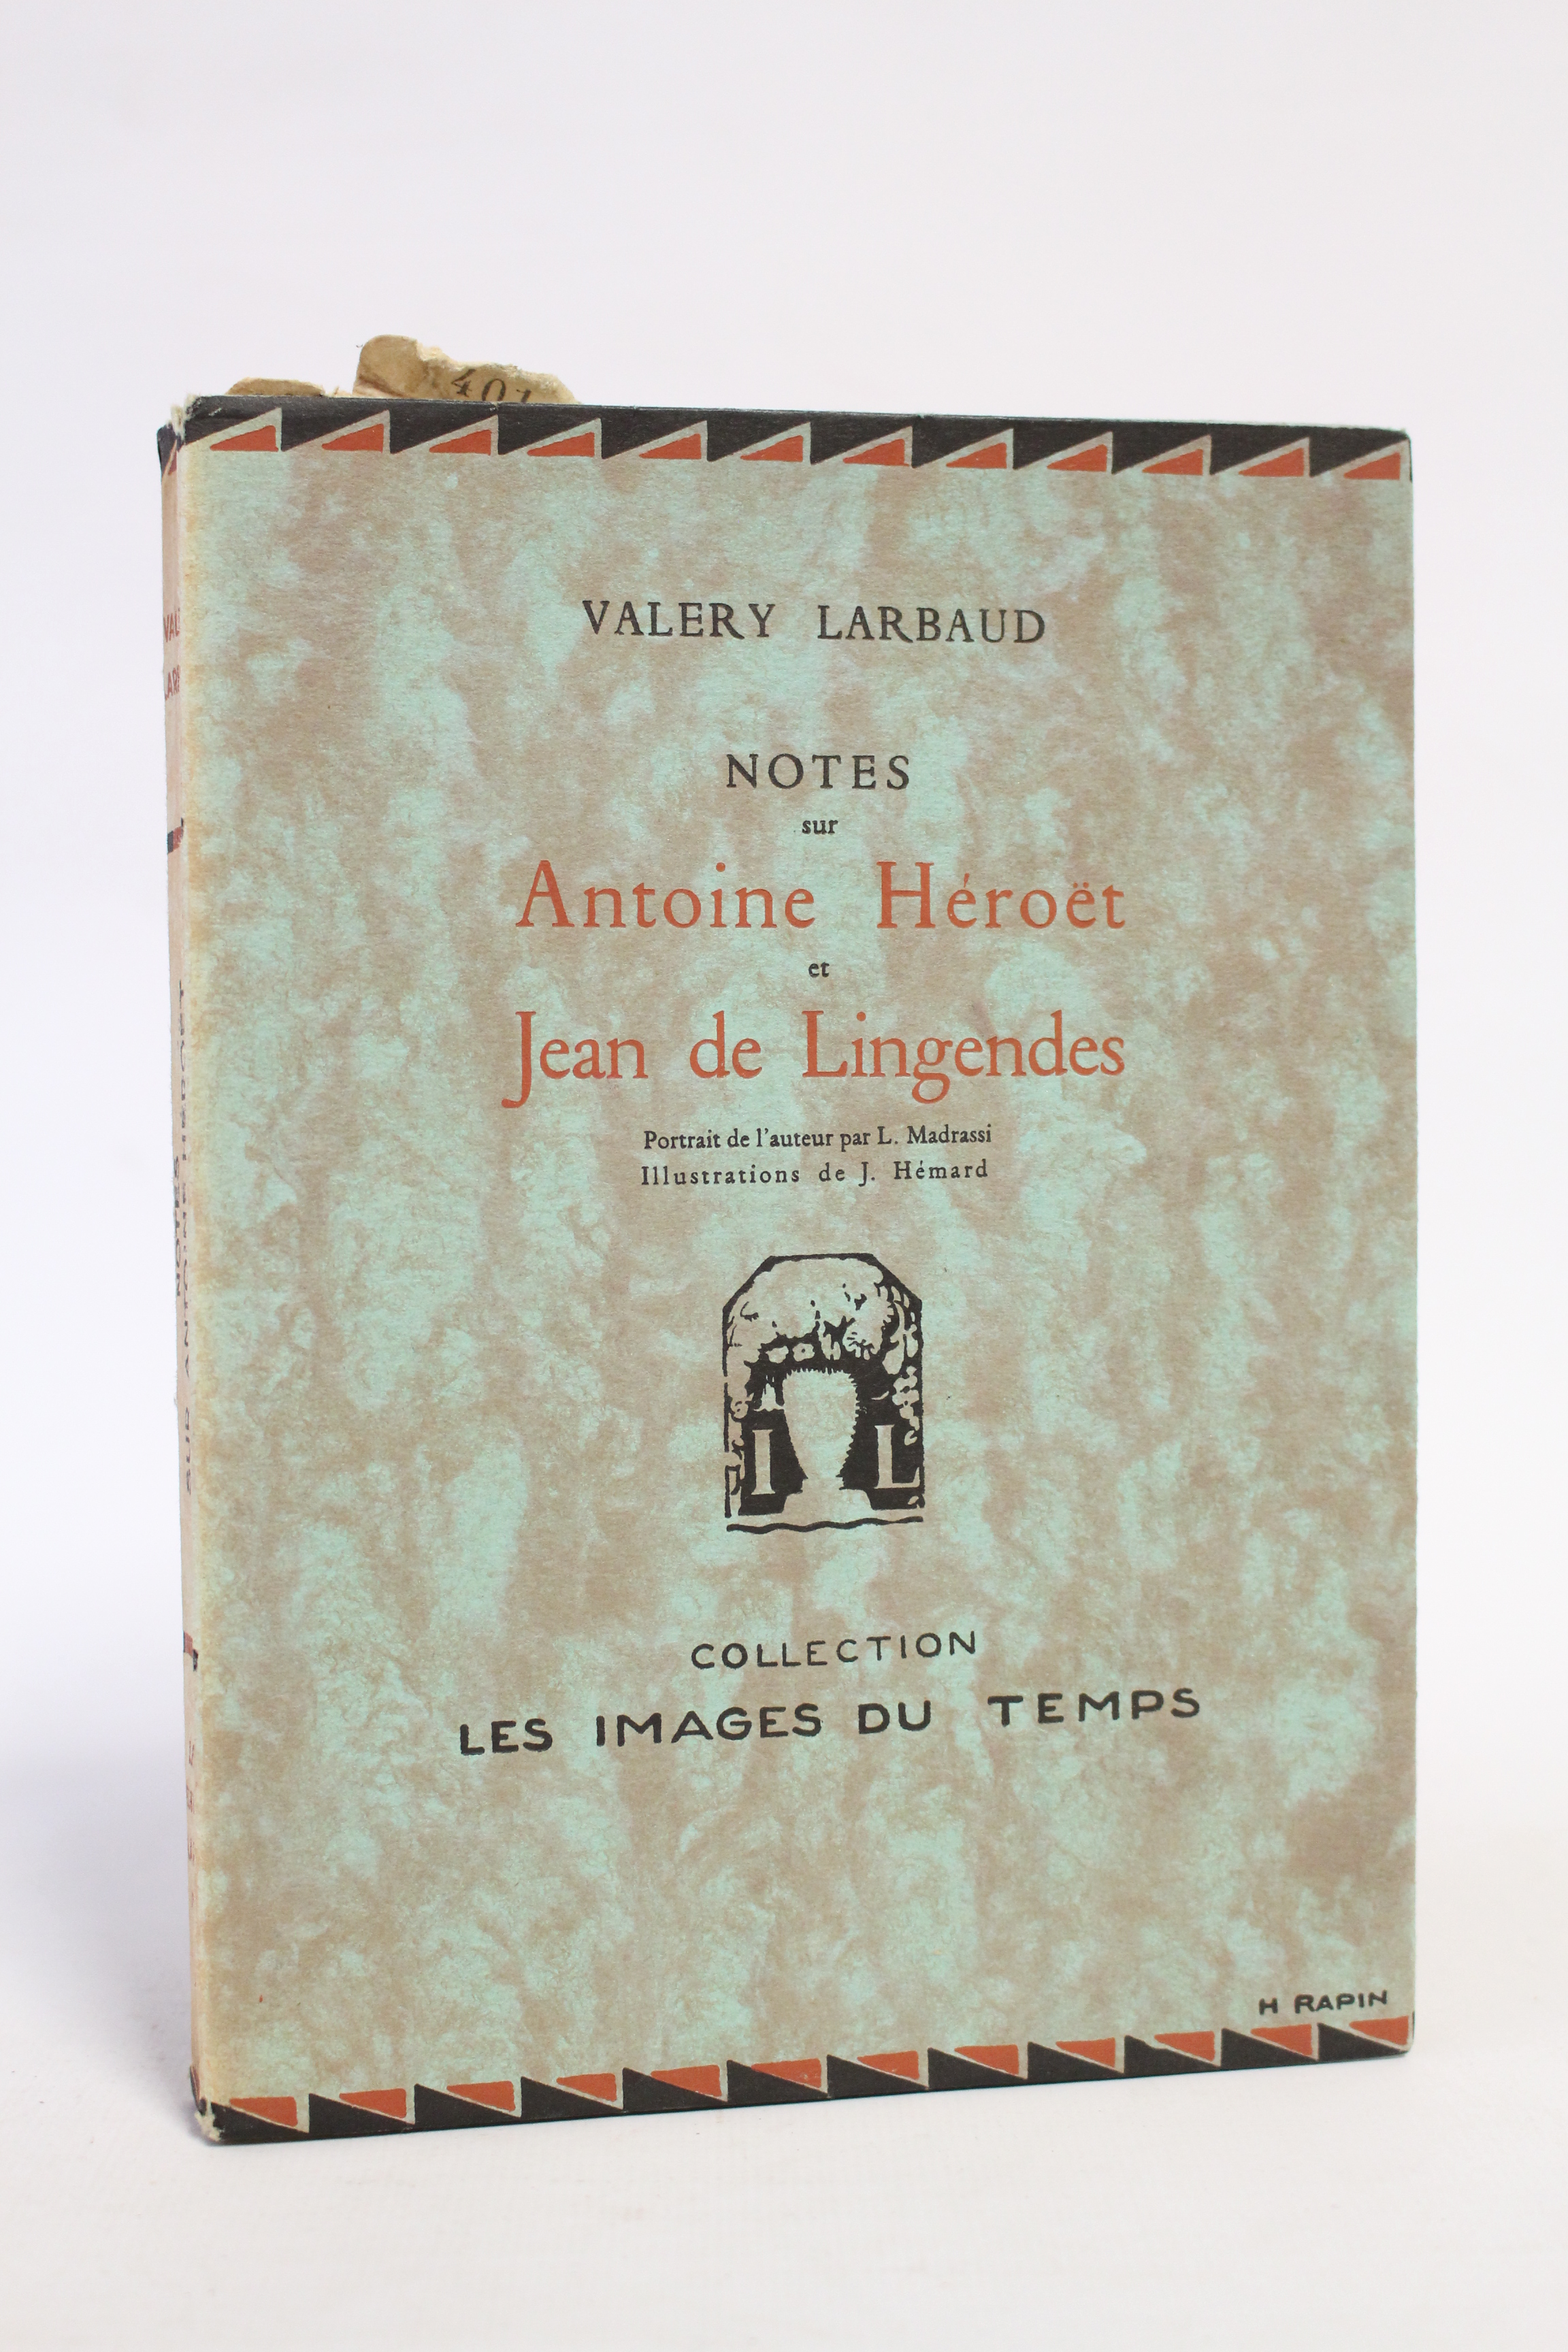 401
VALERY LARBAUD
NOTES
sur
Antoine Héroët
et
Jean de Lingendes
Portrait de l'auteur par L. Madrassi
Illustrations de J. Hémard
I L
COLLECTION
LES IMAGES DU TEMPS
H RAPIN